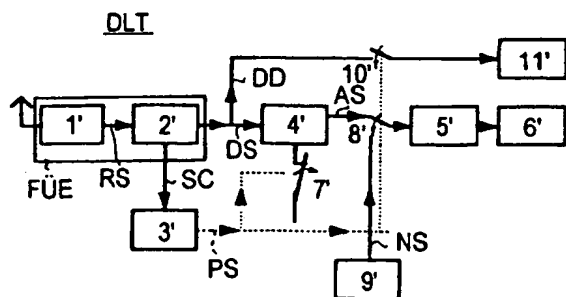 DLT
10' 11'
DD
AS
1' 2' 4' 8' 5' 6'
RS DS
FÜE SC 7'
3'
PS NS
9'